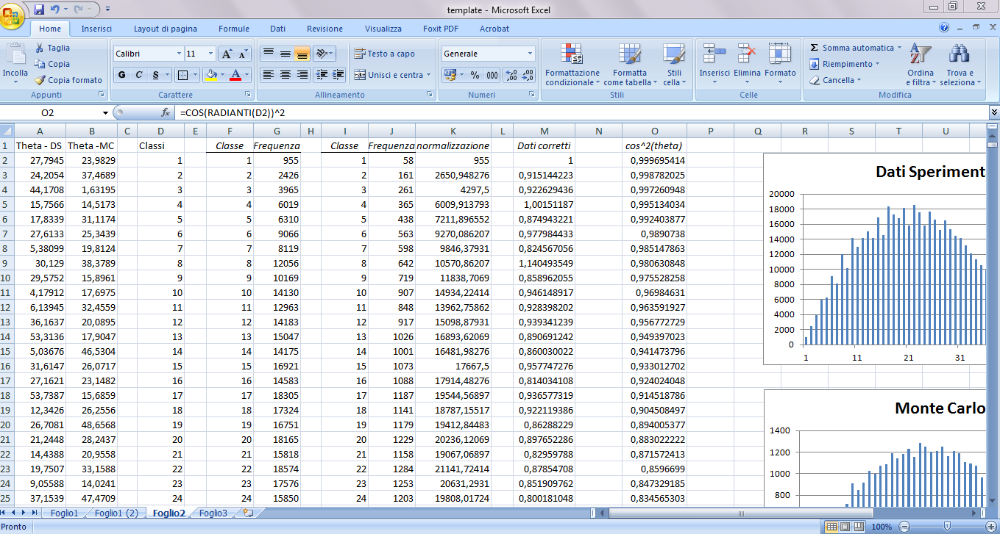 template - Microsoft Excel
Home Inserisci Layout di pagina Formule Dati Revisione Visualizza Foxit PDF Acrobat
Incolla
Taglia
Copia
Copia formato
Appunti
Calibri 11
G C S
A A
Carattere
Testo a capo
Unisci e centra
Allineamento
Generale
% 000
Numeri
Formattazione condizionale
Formatta come tabella
Stili cella
Stili
Inserisci Elimina Formato
Celle
Σ Somma automatica
Riempimento
Cancella
Ordina e filtra
Trova e seleziona
Modifica
O2 fx =COS(RADIANTI(D2))^2
A B C D E F G H I J K L M N O P Q R S T U
1 Theta - DS Theta -MC Classi Classe Frequenza Classe Frequenza normalizzazione Dati corretti cos^2(theta)
2 27,7945 23,9829 1 1 955 1 58 955 1 0,999695414
3 24,2054 37,4689 2 2 2426 2 161 2650,948276 0,915144223 0,998782025
4 44,1708 1,63195 3 3 3965 3 261 4297,5 0,922629436 0,997260948
5 15,7566 14,5173 4 4 6019 4 365 6009,913793 1,00151187 0,995134034
6 17,8339 31,1174 5 5 6310 5 438 7211,896552 0,874943221 0,992403877
7 27,6133 25,3439 6 6 9066 6 563 9270,086207 0,977984433 0,9890738
8 5,38099 19,8124 7 7 8119 7 598 9846,37931 0,824567056 0,985147863
9 30,129 38,3789 8 8 12056 8 642 10570,86207 1,140493549 0,980630848
10 29,5752 15,8961 9 9 10169 9 719 11838,7069 0,858962055 0,975528258
11 4,17912 17,6975 10 10 14130 10 907 14934,22414 0,946148917 0,96984631
12 6,13945 32,4559 11 11 12963 11 848 13962,75862 0,928398202 0,963591927
13 36,1637 20,0895 12 12 14183 12 917 15098,87931 0,939341239 0,956772729
14 53,3136 17,9047 13 13 15047 13 1026 16893,62069 0,890691242 0,949397023
15 5,03676 46,5304 14 14 14175 14 1001 16481,98276 0,860030022 0,941473796
16 31,6147 26,0717 15 15 16921 15 1073 17667,5 0,957747276 0,933012702
17 27,1621 23,1482 16 16 14583 16 1088 17914,48276 0,814034108 0,924024048
18 53,7387 15,6859 17 17 18305 17 1187 19544,56897 0,936577319 0,914518786
19 12,3426 26,2556 18 18 17324 18 1141 18787,15517 0,922119386 0,904508497
20 26,7081 48,6568 19 19 16751 19 1179 19412,84483 0,86288229 0,894005377
21 21,2448 28,2437 20 20 18165 20 1229 20236,12069 0,897652286 0,883022222
22 14,4388 20,9558 21 21 15818 21 1158 19067,06897 0,82959788 0,871572413
23 19,7507 33,1588 22 22 18574 22 1284 21141,72414 0,87854708 0,8596699
24 9,05588 14,0241 23 23 17576 23 1253 20631,2931 0,851909762 0,847329185
25 37,1539 47,4709 24 24 15850 24 1203 19808,01724 0,800181048 0,834565303
Dati Speriment
20000
18000
16000
14000
12000
10000
8000
6000
4000
2000
0
1 11 21 31
Monte Carlo
1400
1200
1000
800
Foglio1 Foglio1 (2) Foglio2 Foglio3
Pronto 100%